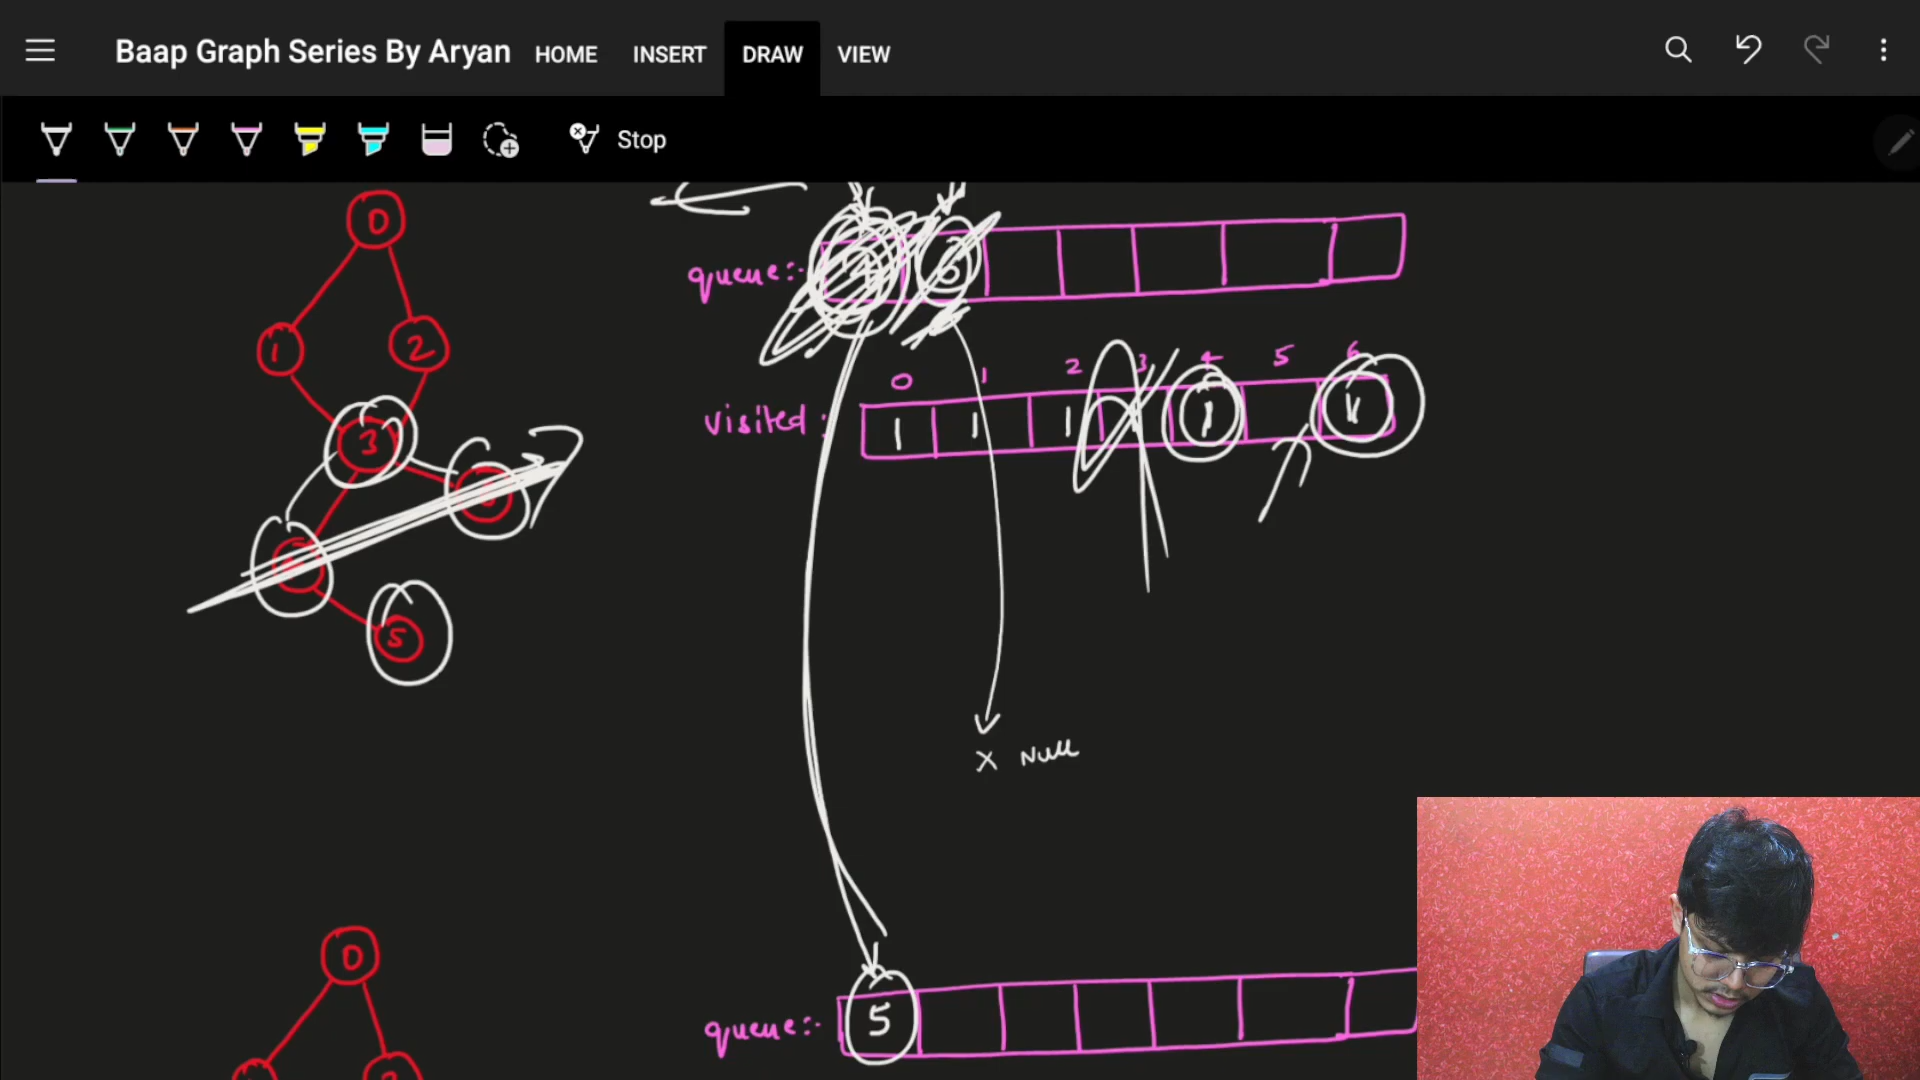 Baap Graph Series By Aryan HOME INSERT DRAW VIEW
Stop
0
queue:-
1 2
0 1 2 3 4 5 6
visited: 1 1 1 1
3
5
X Null
0
queue:- 5